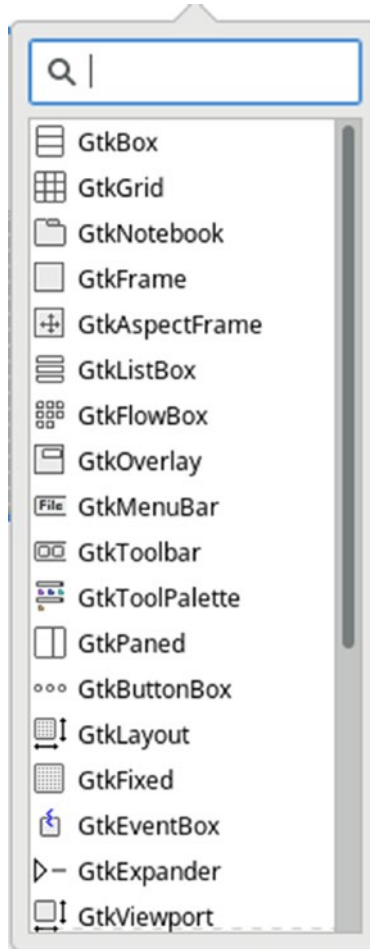 GtkBox
GtkGrid
GtkNotebook
GtkFrame
GtkAspectFrame
GtkListBox
GtkFlowBox
GtkOverlay
File GtkMenuBar
GtkToolbar
GtkToolPalette
GtkPaned
GtkButtonBox
GtkLayout
GtkFixed
GtkEventBox
GtkExpander
GtkViewport